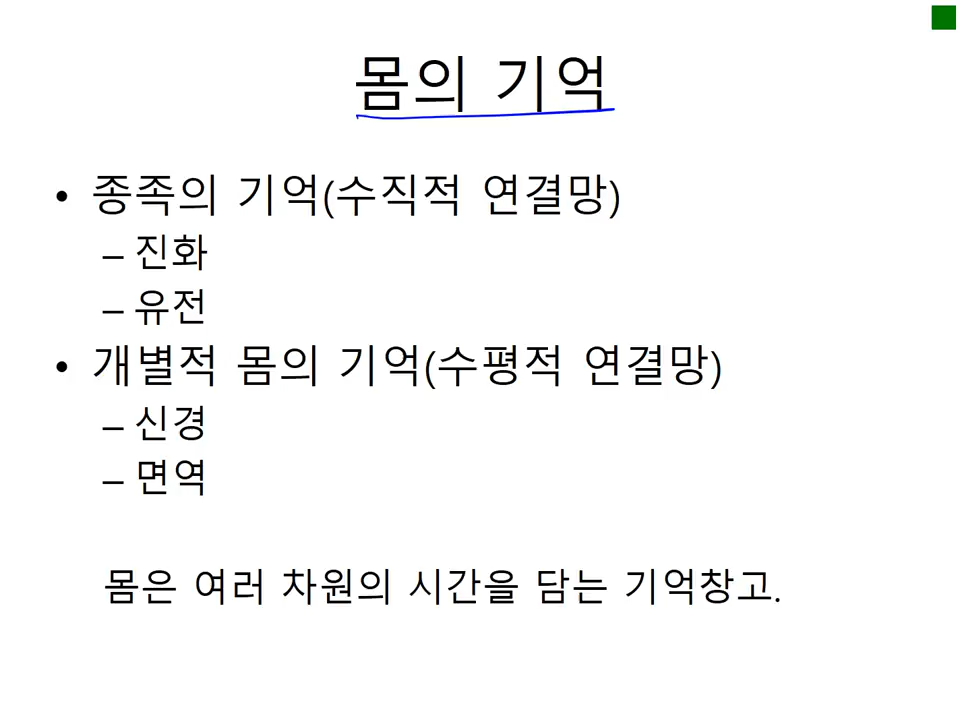 몸의 기억
• 종족의 기억(수직적 연결망)
– 진화
– 유전
• 개별적 몸의 기억(수평적 연결망)
– 신경
– 면역
몸은 여러 차원의 시간을 담는 기억창고.